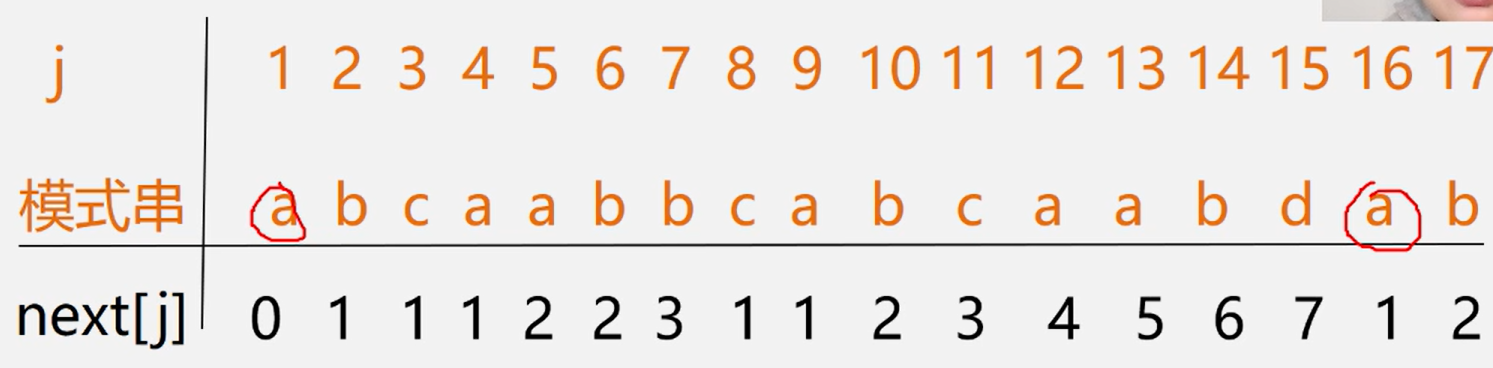 j 1 2 3 4 5 6 7 8 9 10 11 12 13 14 15 16 17
模式串 a b c a a b b c a b c a a b d a b
next[j] 0 1 1 1 2 2 3 1 1 2 3 4 5 6 7 1 2